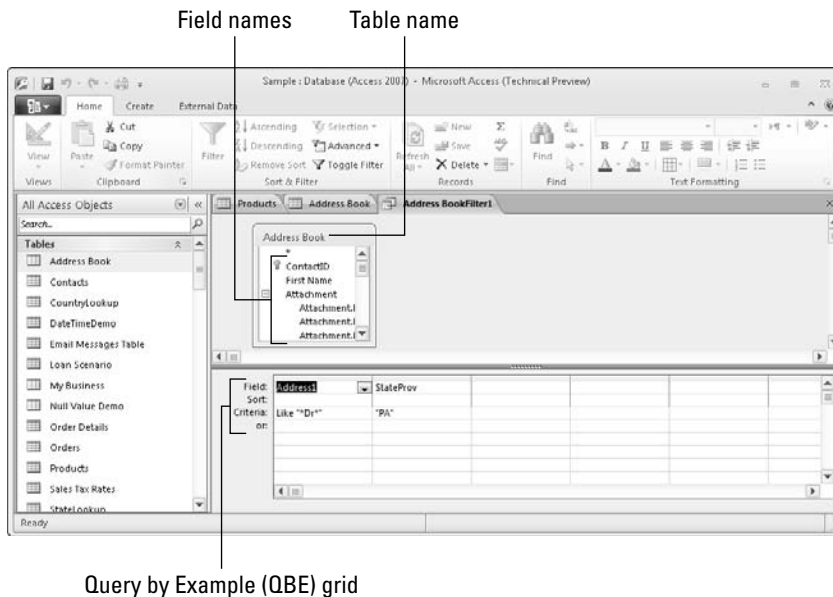 Field names Table name
Sample : Database (Access 2007) - Microsoft Access (Technical Preview)
Home Create External Data
View
Paste
Cut
Copy
Format Painter
Filter
Ascending
Descending
Remove Sort
Selection
Advanced
Toggle Filter
Refresh
All
New
Save
Delete
Σ
Find
B I U
A
Views Clipboard Sort & Filter Records Find Text Formatting
All Access Objects
Search...
Tables
Address Book
Contacts
CountryLookup
DateTimeDemo
Email Messages Table
Loan Scenario
My Business
Null Value Demo
Order Details
Orders
Products
Sales Tax Rates
StateLookup
Products Address Book Address BookFilter1
Address Book
*
ContactID
First Name
Attachment
Attachment.
Attachment.
Attachment.
Field: Address1 StateProv
Sort:
Criteria: Like "*Dr*" "PA"
or:
Ready
Query by Example (QBE) grid